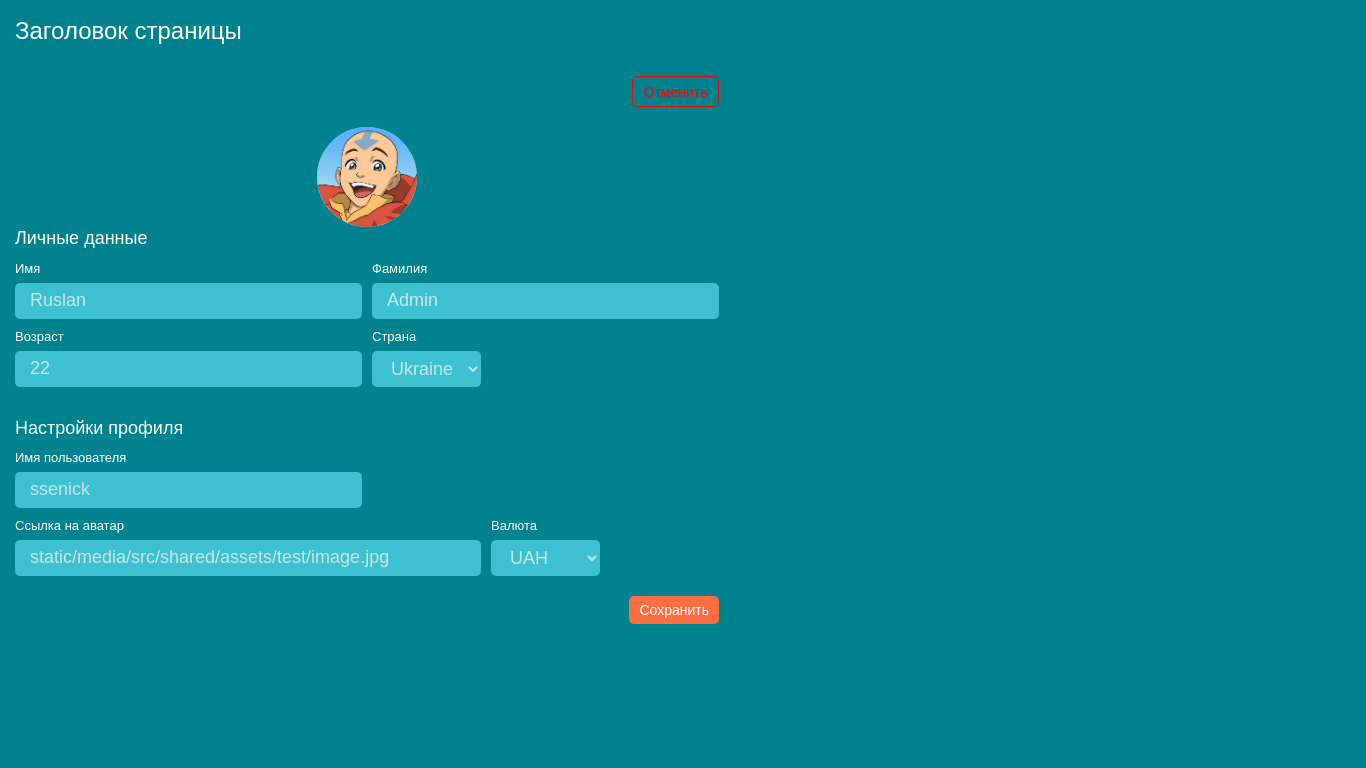 Заголовок страницы
Отменить
Личные данные
Имя Фамилия
Ruslan Admin
Возраст Страна
22 Ukraine
Настройки профиля
Имя пользователя
ssenick
Ссылка на аватар Валюта
static/media/src/shared/assets/test/image.jpg UAH
Сохранить